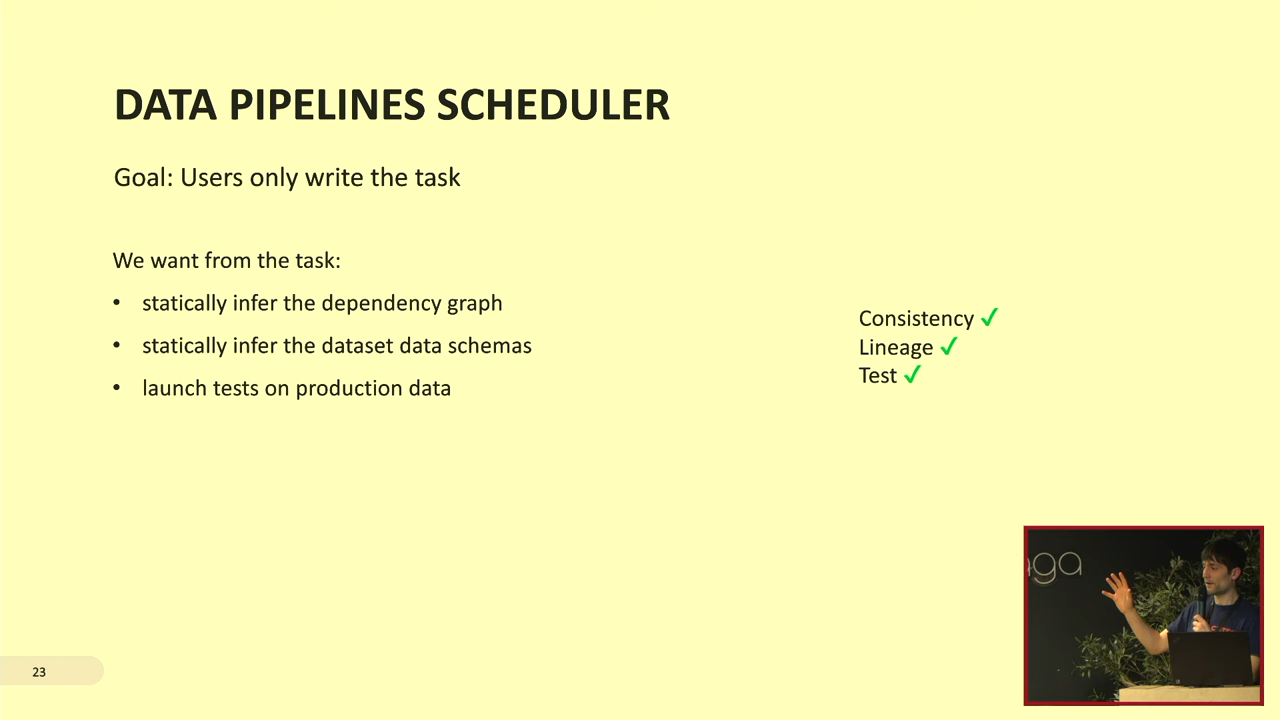 DATA PIPELINES SCHEDULER
Goal: Users only write the task
We want from the task:
• statically infer the dependency graph
• statically infer the dataset data schemas
• launch tests on production data
Consistency ✓
Lineage ✓
Test ✓
23